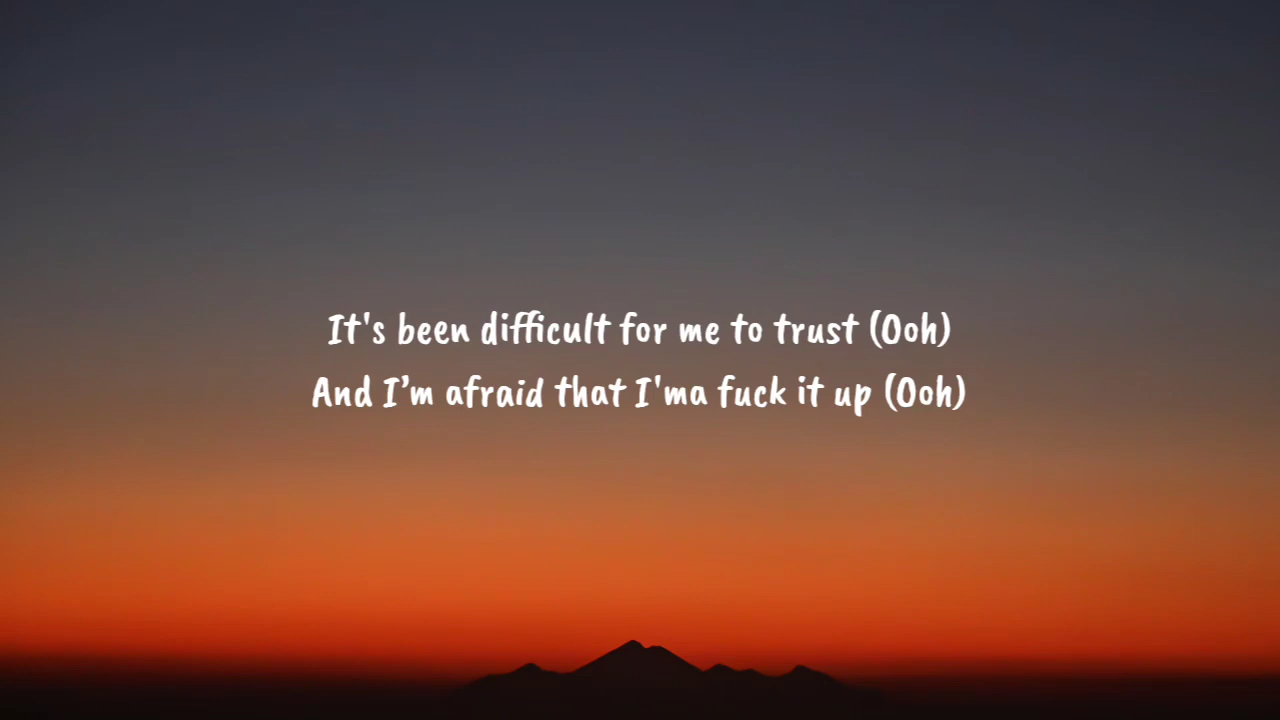 It's been difficult for me to trust (Ooh)
And I’m afraid that I'ma fuck it up (Ooh)